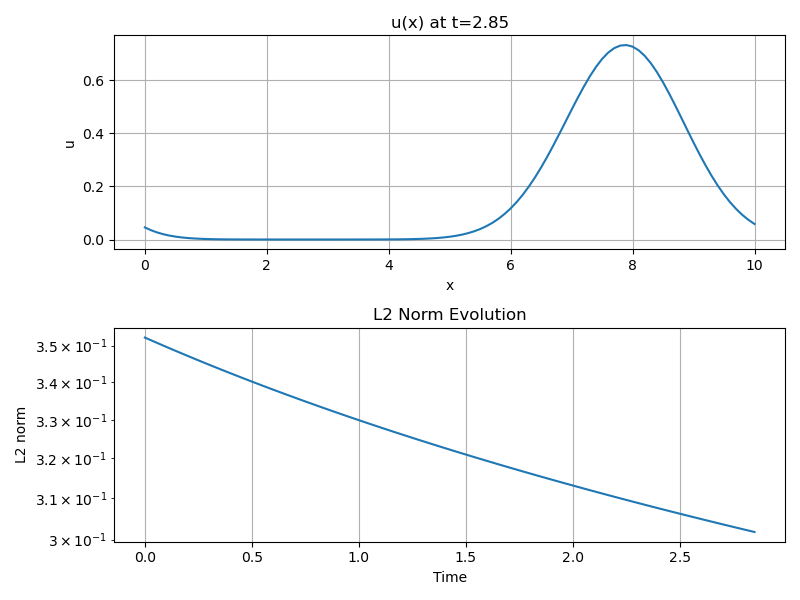 u(x) at t=2.85
0.6
0.4
0.2
0.0
u
0 2 4 6 8 10
x
L2 Norm Evolution
3.5 × 10⁻¹
3.4 × 10⁻¹
3.3 × 10⁻¹
3.2 × 10⁻¹
3.1 × 10⁻¹
3 × 10⁻¹
L2 norm
0.0 0.5 1.0 1.5 2.0 2.5
Time